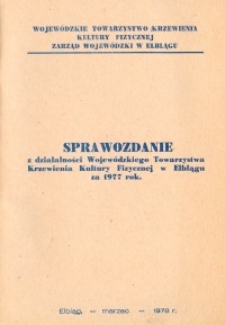 WOJEWÓDZKIE TOWARZYSTWO KRZEWIENIA
KULTURY FIZYCZNEJ
ZARZĄD WOJEWÓDZKI W ELBLĄGU
SPRAWOZDANIE
z działalności Wojewódzkiego Towarzystwa
Krzewienia Kultury Fizycznej w Elblągu
za 1977 rok.
Elbląg — marzec — 1978 r.